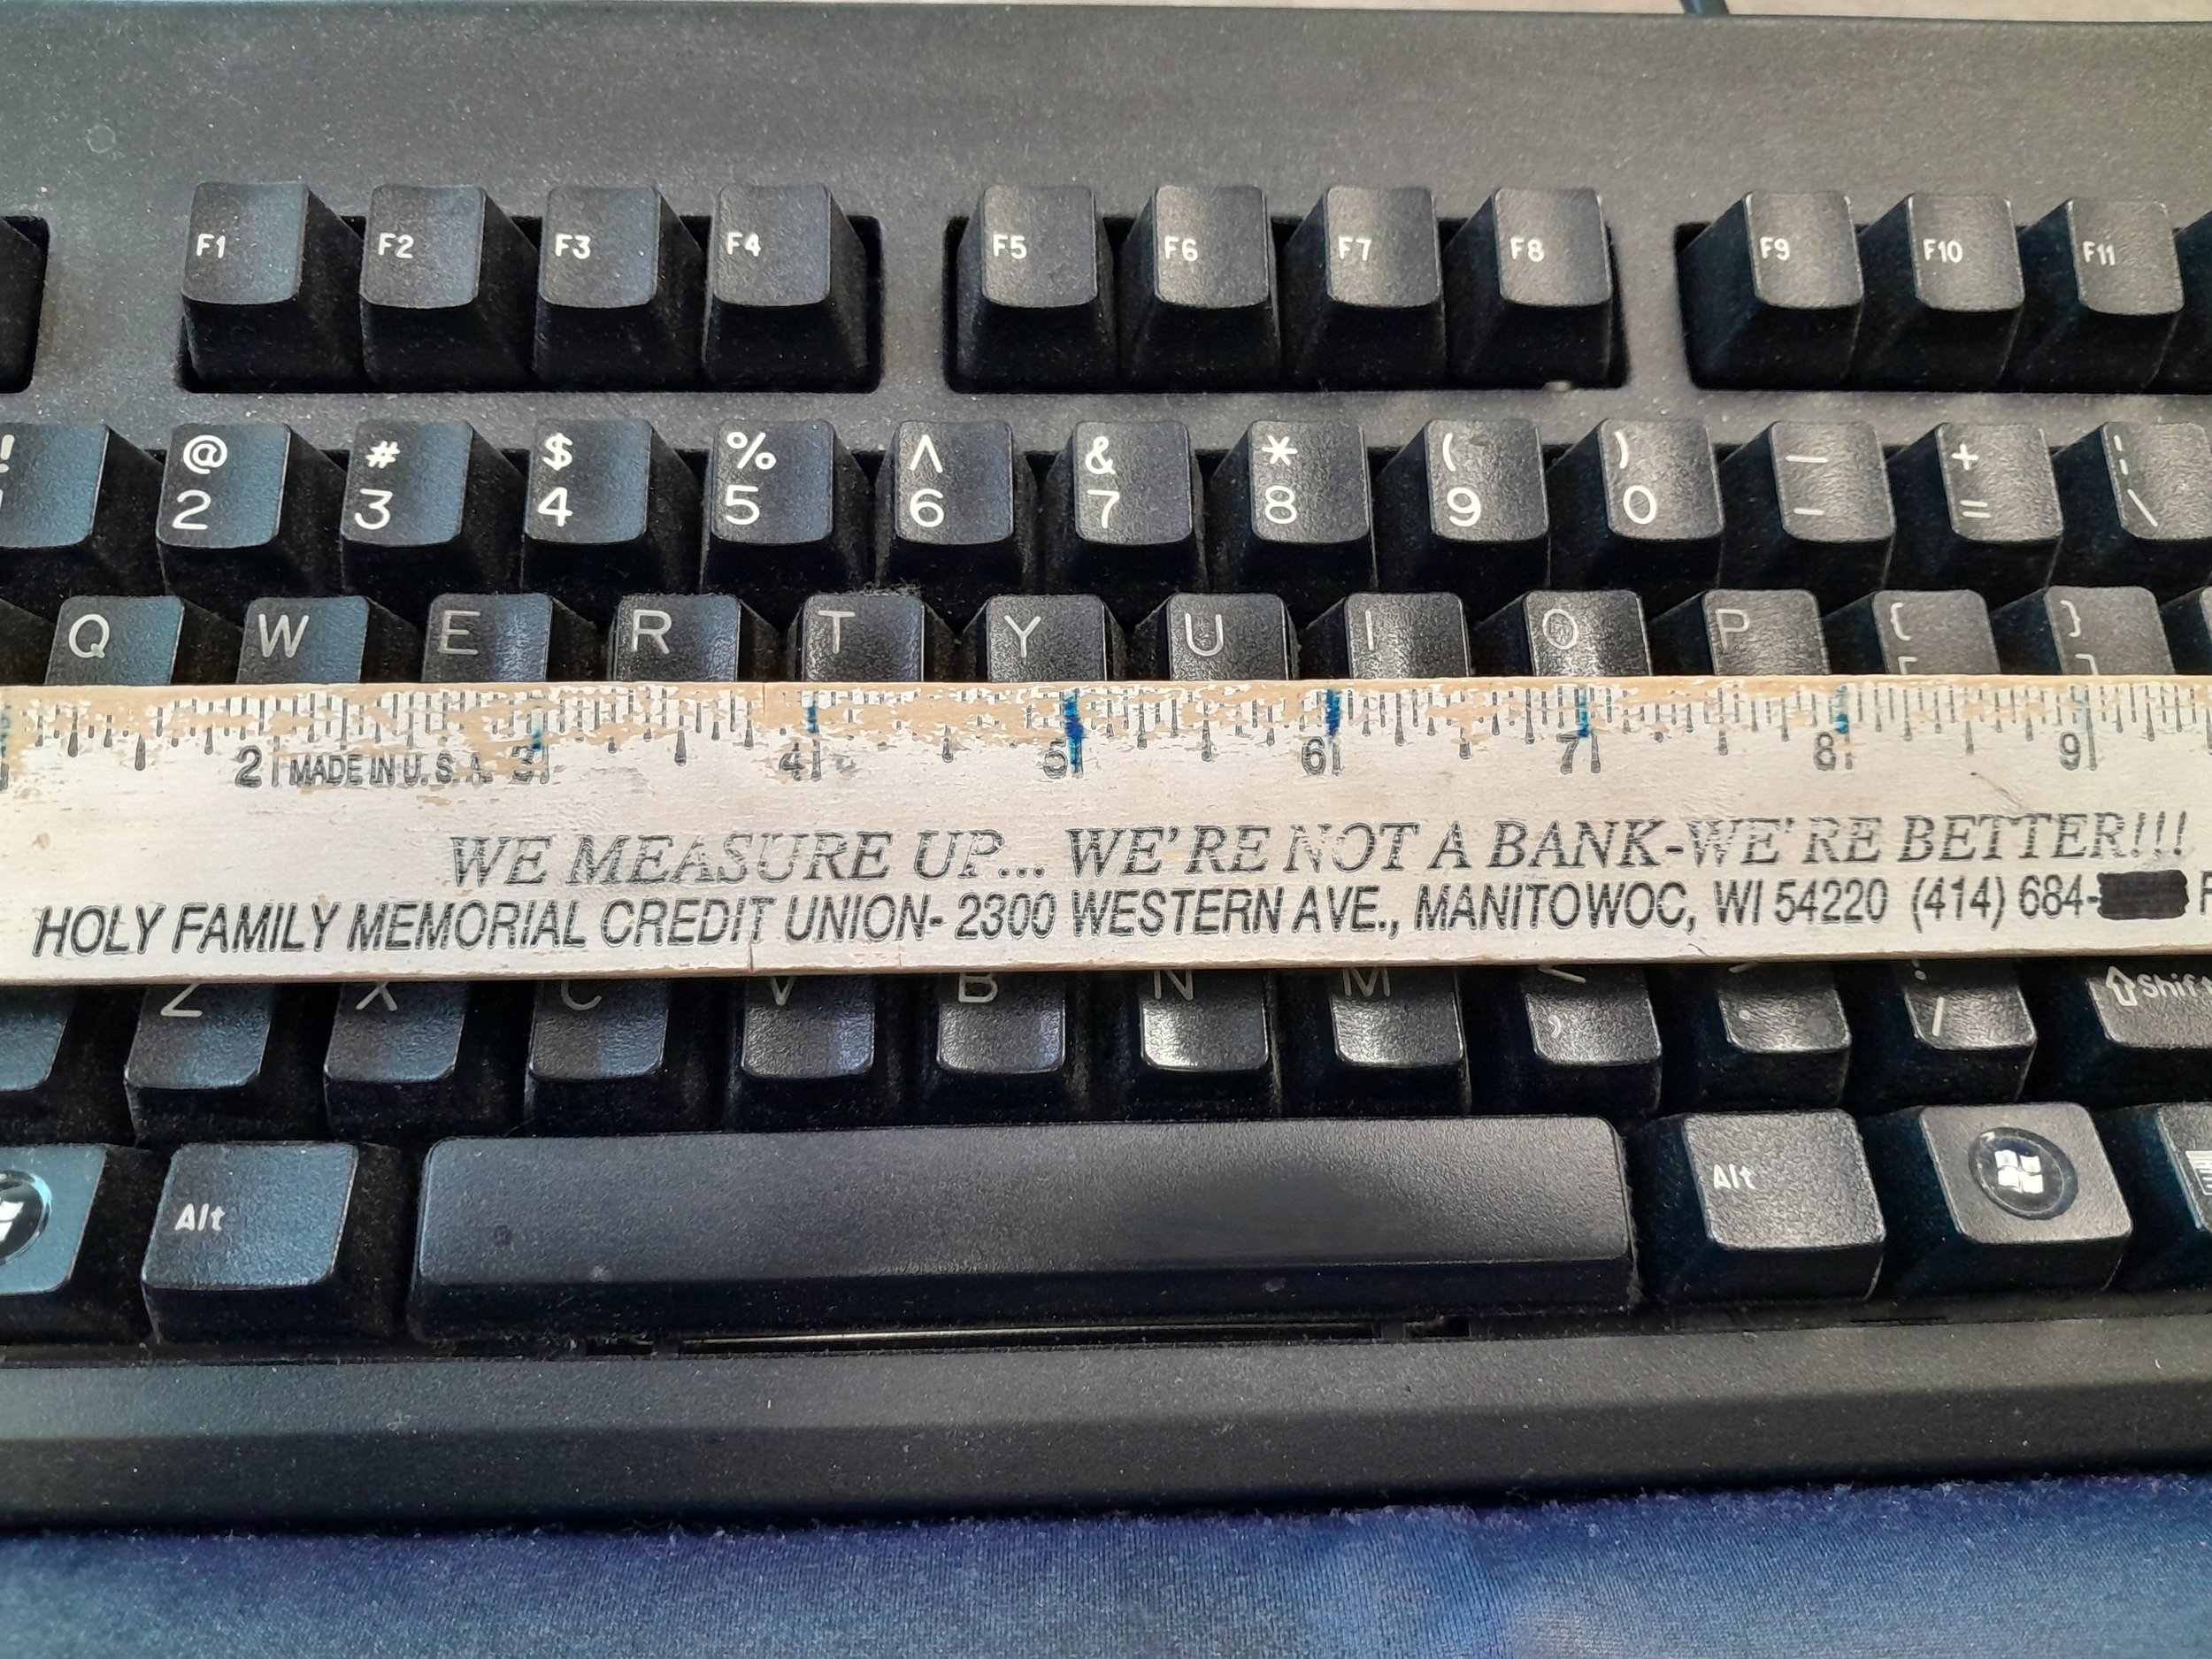 F1 F2 F3 F4 F5 F6 F7 F8 F9 F10 F11
! @ # $ % ^ & * ( ) _ + ¦
2 3 4 5 6 7 8 9 0 - = \
Q W E R T Y U I O P { }
2 MADE IN U.S.A. 3 4 5 6 7 8 9
WE MEASURE UP... WE'RE NOT A BANK-WE'RE BETTER!!!
HOLY FAMILY MEMORIAL CREDIT UNION- 2300 WESTERN AVE., MANITOWOC, WI 54220 (414) 684-
Z X C V B N M < > Shift
, . /
Alt Alt